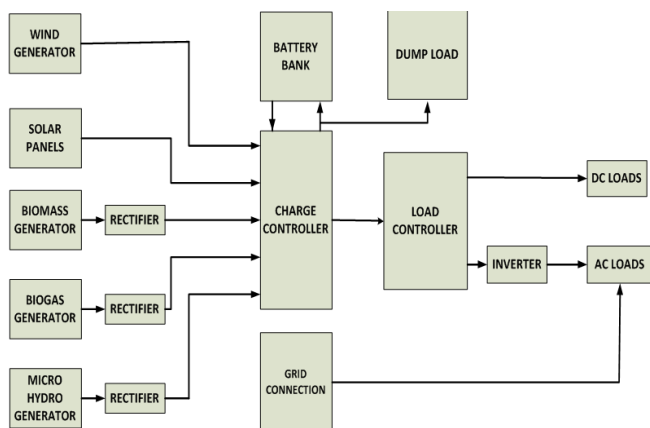 WIND
GENERATOR
BATTERY
BANK
DUMP LOAD
SOLAR
PANELS
BIOMASS
GENERATOR
RECTIFIER
CHARGE
CONTROLLER
LOAD
CONTROLLER
DC LOADS
INVERTER
AC LOADS
BIOGAS
GENERATOR
RECTIFIER
GRID
CONNECTION
MICRO
HYDRO
GENERATOR
RECTIFIER